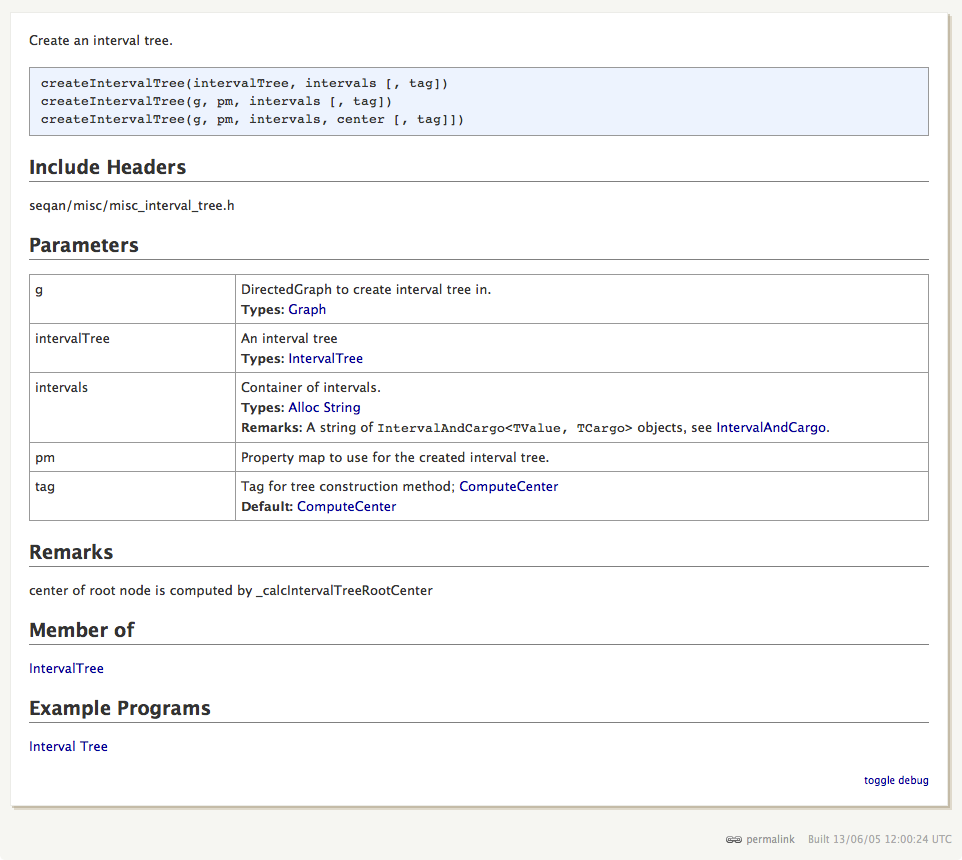 Create an interval tree.
createIntervalTree(intervalTree, intervals [, tag])
createIntervalTree(g, pm, intervals [, tag])
createIntervalTree(g, pm, intervals, center [, tag]])
Include Headers
seqan/misc/misc_interval_tree.h
Parameters
g
DirectedGraph to create interval tree in.
Types: Graph
intervalTree
An interval tree
Types: IntervalTree
intervals
Container of intervals.
Types: Alloc String
Remarks: A string of IntervalAndCargo<TValue, TCargo> objects, see IntervalAndCargo.
pm
Property map to use for the created interval tree.
tag
Tag for tree construction method; ComputeCenter
Default: ComputeCenter
Remarks
center of root node is computed by _calcIntervalTreeRootCenter
Member of
IntervalTree
Example Programs
Interval Tree
toggle debug
permalink Built 13/06/05 12:00:24 UTC